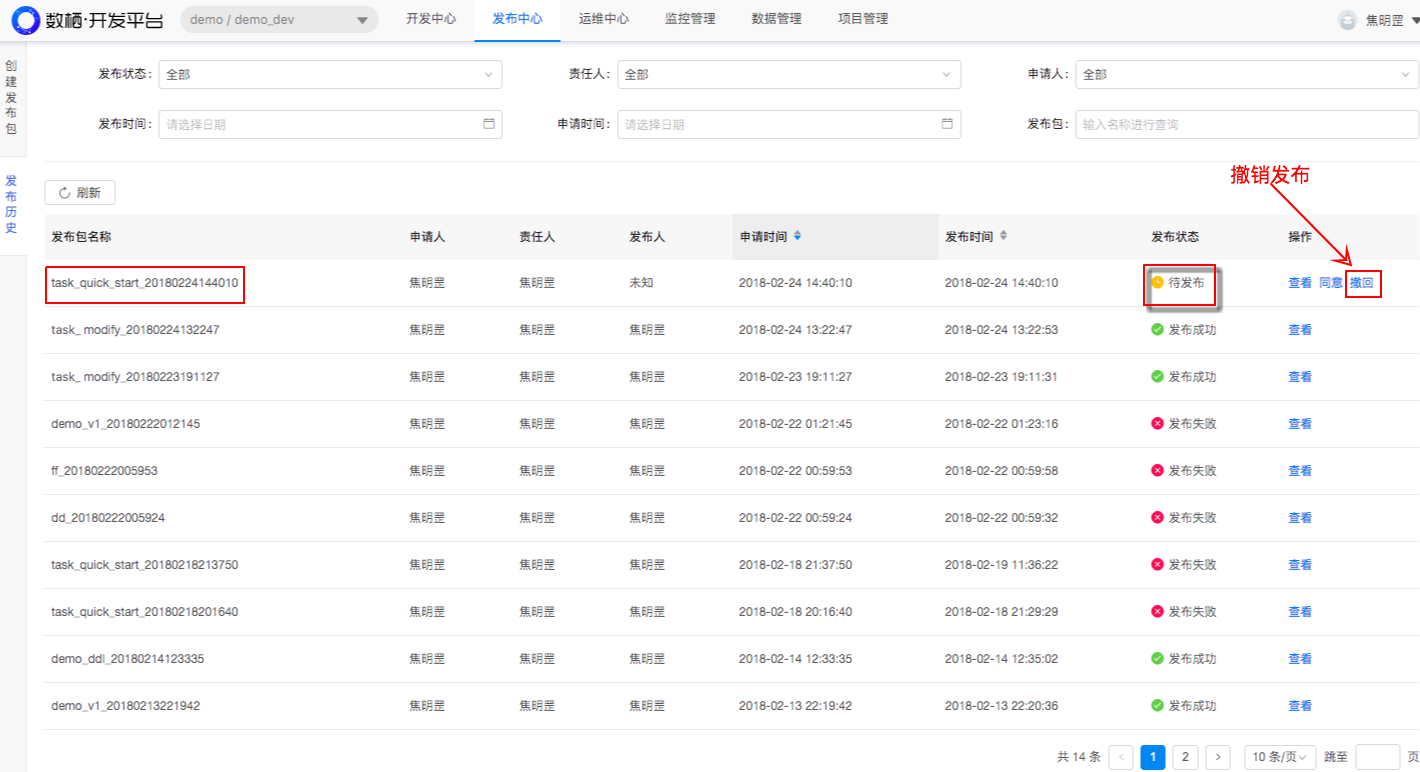 数栖·开发平台 demo / demo_dev 开发中心 发布中心 运维中心 监控管理 数据管理 项目管理 焦明罡
创建发布包
发布历史
发布状态: 全部 责任人: 全部 申请人: 全部
发布时间: 请选择日期 申请时间: 请选择日期 发布包: 输入名称进行查询
撤销发布
刷新
发布包名称 申请人 责任人 发布人 申请时间 发布时间 发布状态 操作
task_quick_start_20180224144010 焦明罡 焦明罡 未知 2018-02-24 14:40:10 2018-02-24 14:40:10 待发布 查看 同意 撤回
task_ modify_20180224132247 焦明罡 焦明罡 焦明罡 2018-02-24 13:22:47 2018-02-24 13:22:53 发布成功 查看
task_ modify_20180223191127 焦明罡 焦明罡 焦明罡 2018-02-23 19:11:27 2018-02-23 19:11:31 发布成功 查看
demo_v1_20180222012145 焦明罡 焦明罡 焦明罡 2018-02-22 01:21:45 2018-02-22 01:23:16 发布失败 查看
ff_20180222005953 焦明罡 焦明罡 焦明罡 2018-02-22 00:59:53 2018-02-22 00:59:58 发布失败 查看
dd_20180222005924 焦明罡 焦明罡 焦明罡 2018-02-22 00:59:24 2018-02-22 00:59:32 发布失败 查看
task_quick_start_20180218213750 焦明罡 焦明罡 焦明罡 2018-02-18 21:37:50 2018-02-19 11:36:22 发布失败 查看
task_quick_start_20180218201640 焦明罡 焦明罡 焦明罡 2018-02-18 20:16:40 2018-02-18 21:29:29 发布失败 查看
demo_ddl_20180214123335 焦明罡 焦明罡 焦明罡 2018-02-14 12:33:35 2018-02-14 12:35:02 发布成功 查看
demo_v1_20180213221942 焦明罡 焦明罡 焦明罡 2018-02-13 22:19:42 2018-02-13 22:20:36 发布成功 查看
共 14 条 < 1 2 > 10 条/页 跳至 页